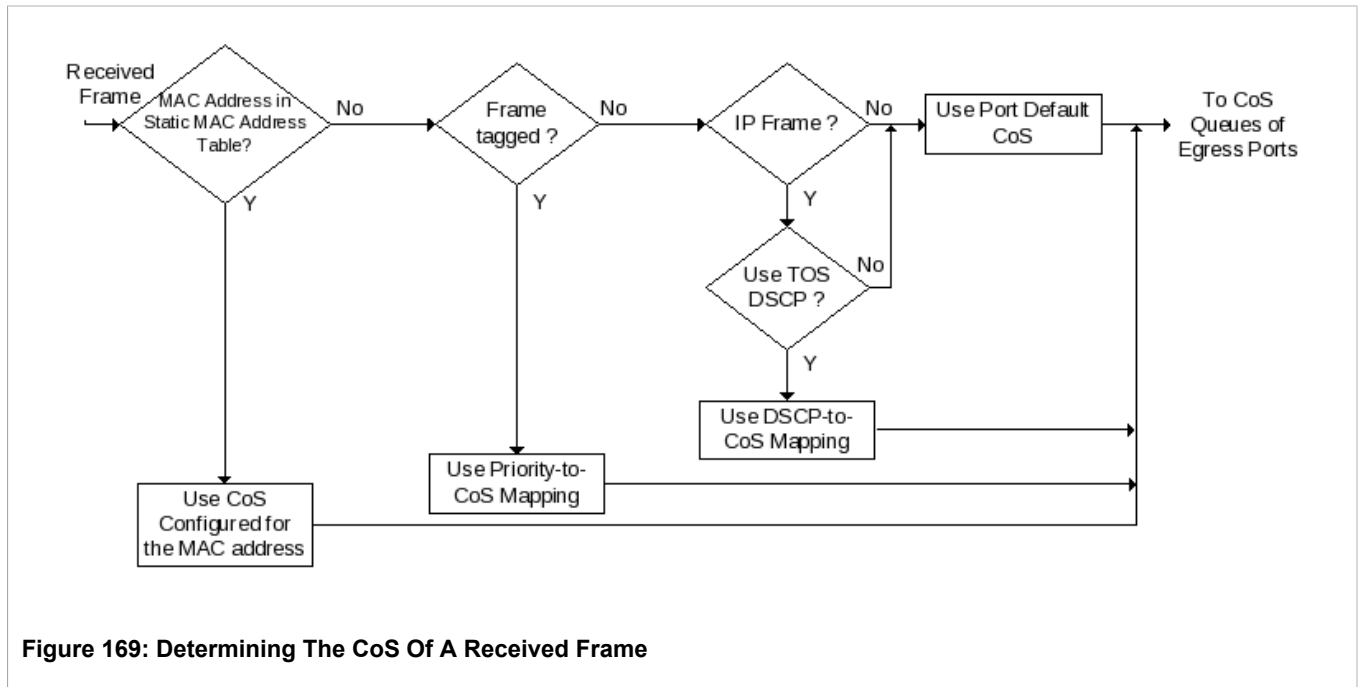 Received
Frame
MAC Address in
Static MAC Address
Table?
No
Y
Frame
tagged ?
No
Y
IP Frame ?
No
Y
Use Port Default
CoS
To CoS
Queues of
Egress Ports
Use TOS
DSCP ?
No
Y
Use DSCP-to-
CoS Mapping
Use Priority-to-
CoS Mapping
Use CoS
Configured for
the MAC address
Figure 169: Determining The CoS Of A Received Frame